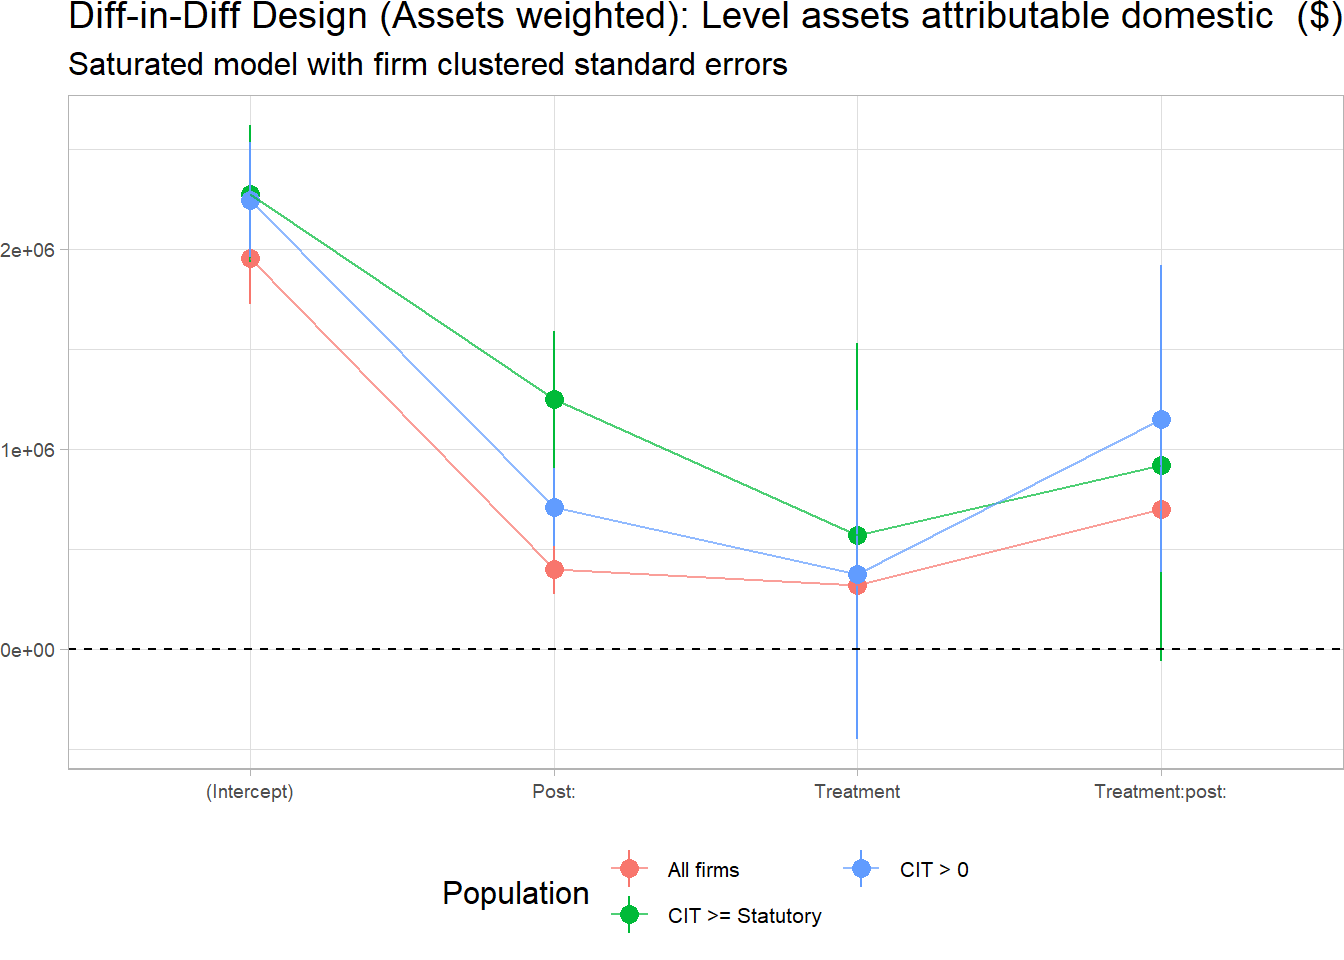 Diff-in-Diff Design (Assets weighted): Level assets attributable domestic  ($)
Saturated model with firm clustered standard errors
2e+06
1e+06
0e+00
(Intercept) Post: Treatment Treatment:post:
Population
All firms
CIT > 0
CIT >= Statutory